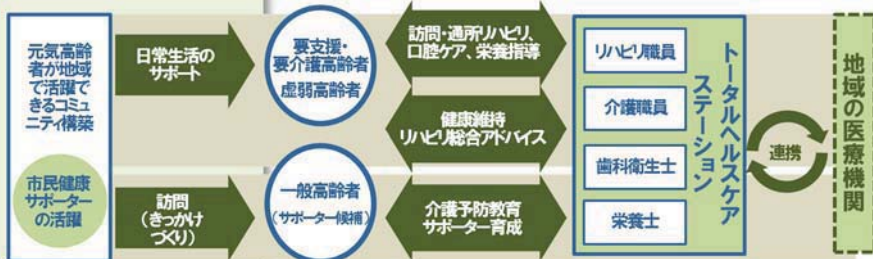 元気高齢
者が地域
で活躍で
きるコミュ
ニティ構築
市民健康
サポーター
の活躍
日常生活の
サポート
訪問
(きっかけ
づくり)
要支援・
要介護高齢者
虚弱高齢者
一般高齢者
(サポーター候補)
訪問・通所リハビリ、
口腔ケア、栄養指導
健康維持
リハビリ総合アドバイス
介護予防教育
サポーター育成
リハビリ職員
介護職員
歯科衛生士
栄養士
トータルヘルスケア
ステーション
連携
地域の医療機関